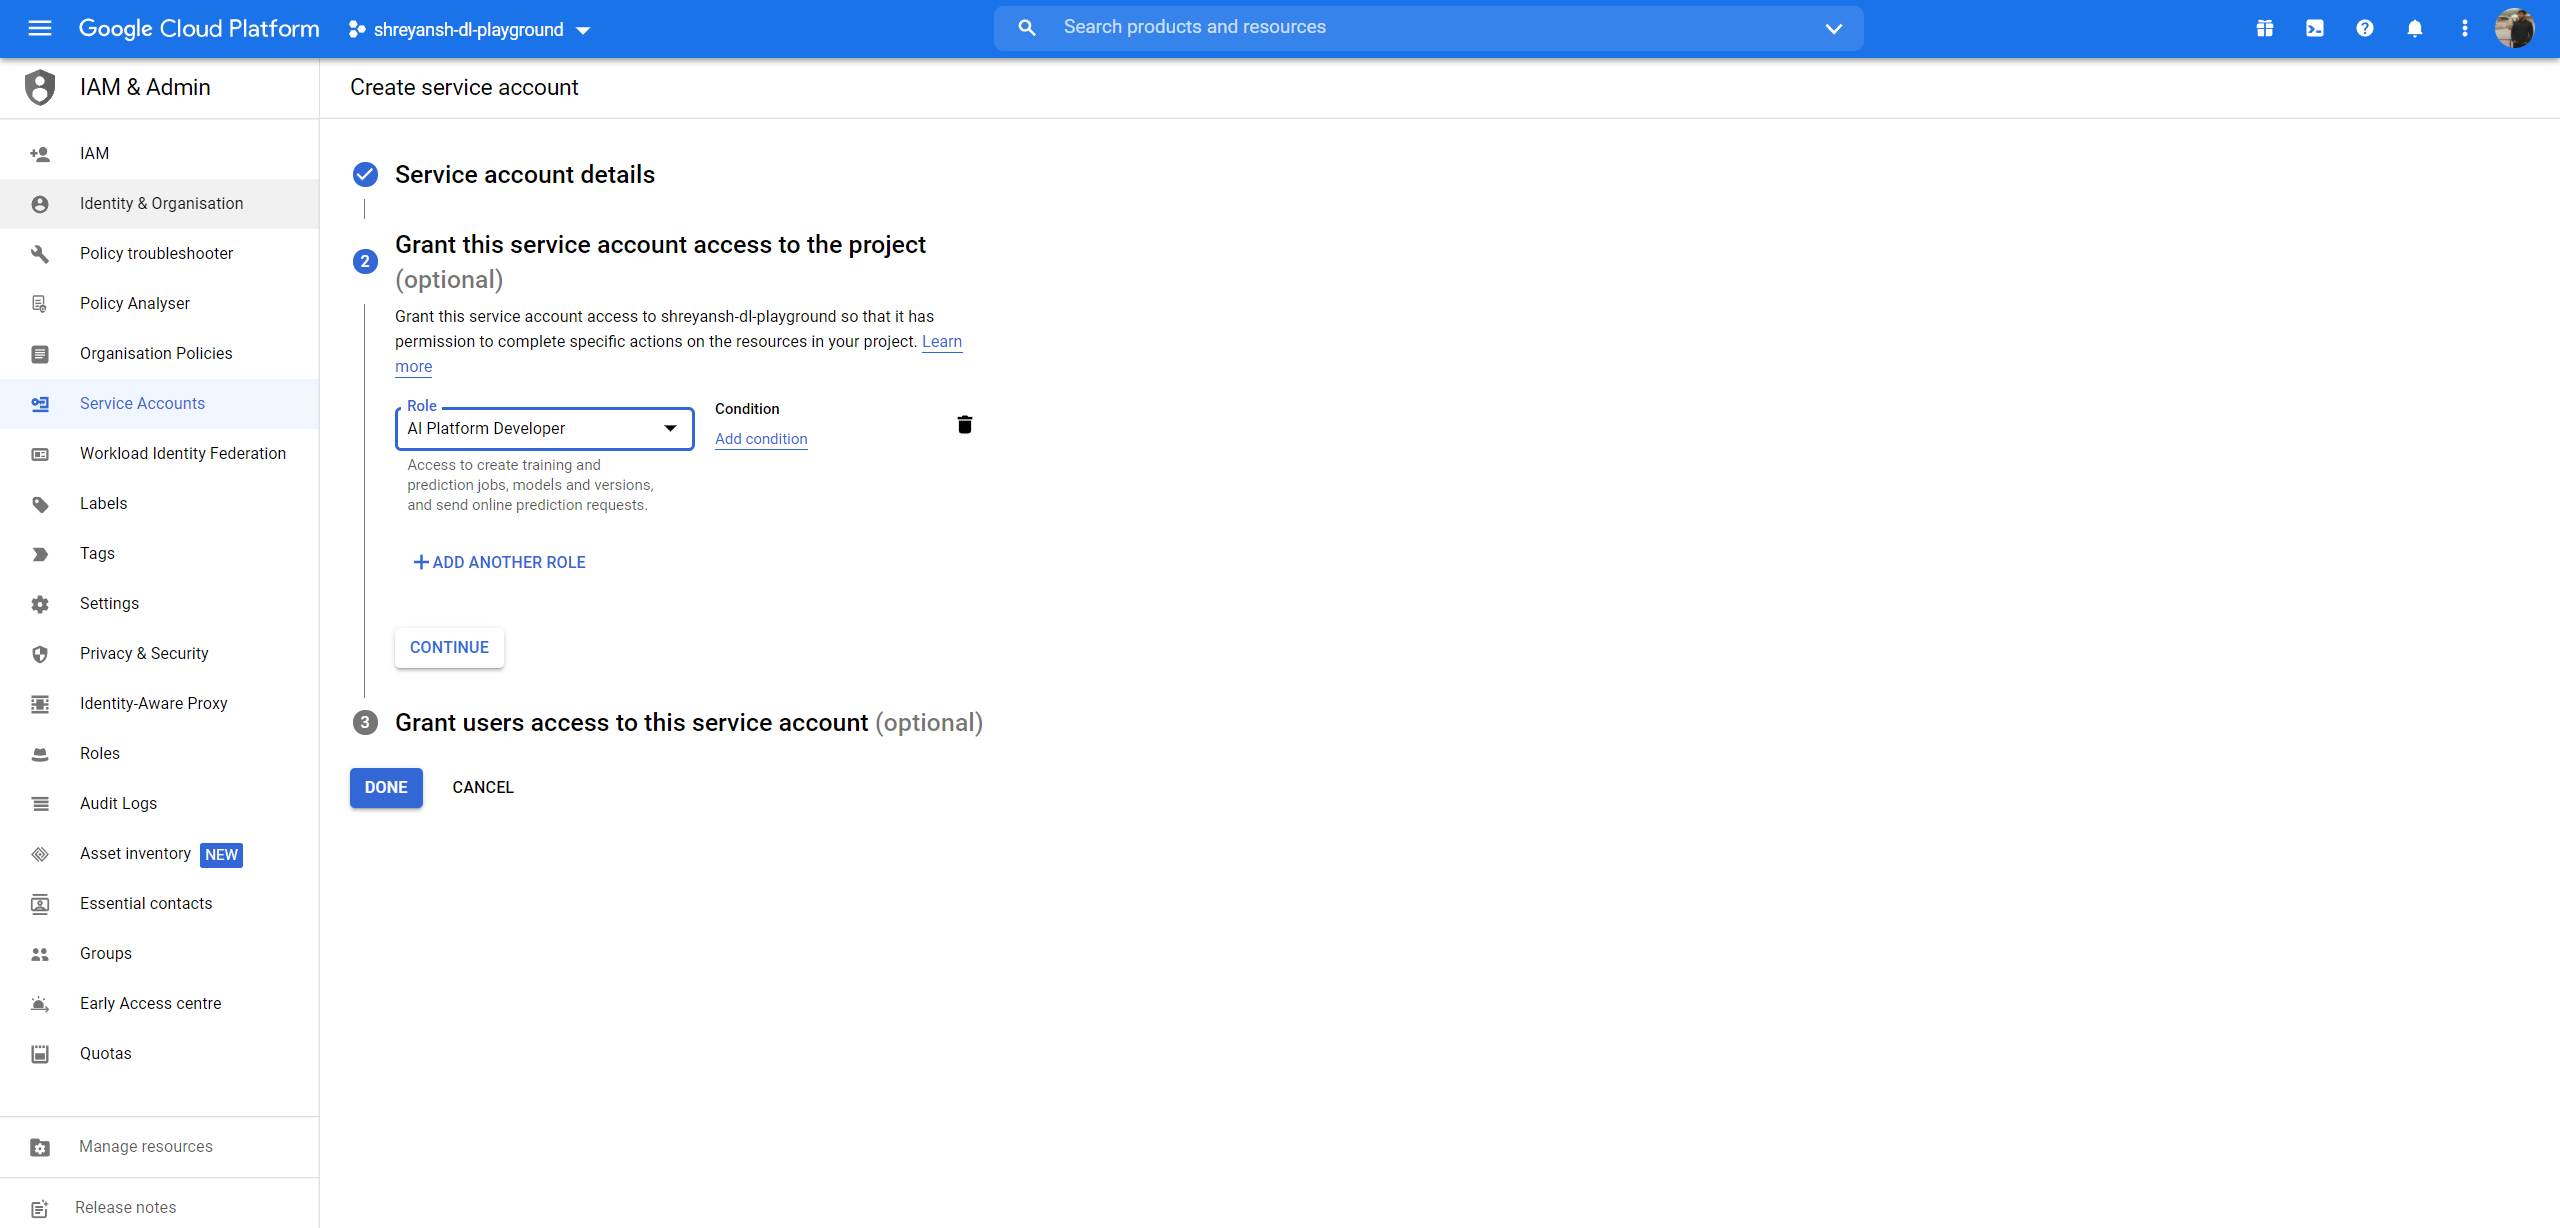 Google Cloud Platform
shreyansh-dl-playground
Search products and resources
IAM & Admin
Create service account
IAM
Identity & Organisation
Policy troubleshooter
Policy Analyser
Organisation Policies
Service Accounts
Workload Identity Federation
Labels
Tags
Settings
Privacy & Security
Identity-Aware Proxy
Roles
Audit Logs
Asset inventory NEW
Essential contacts
Groups
Early Access centre
Quotas
Manage resources
Release notes
Service account details
2
Grant this service account access to the project
(optional)
Grant this service account access to shreyansh-dl-playground so that it has
permission to complete specific actions on the resources in your project. Learn
more
Role
AI Platform Developer
Condition
Add condition
Access to create training and
prediction jobs, models and versions,
and send online prediction requests.
ADD ANOTHER ROLE
CONTINUE
3
Grant users access to this service account (optional)
DONE
CANCEL